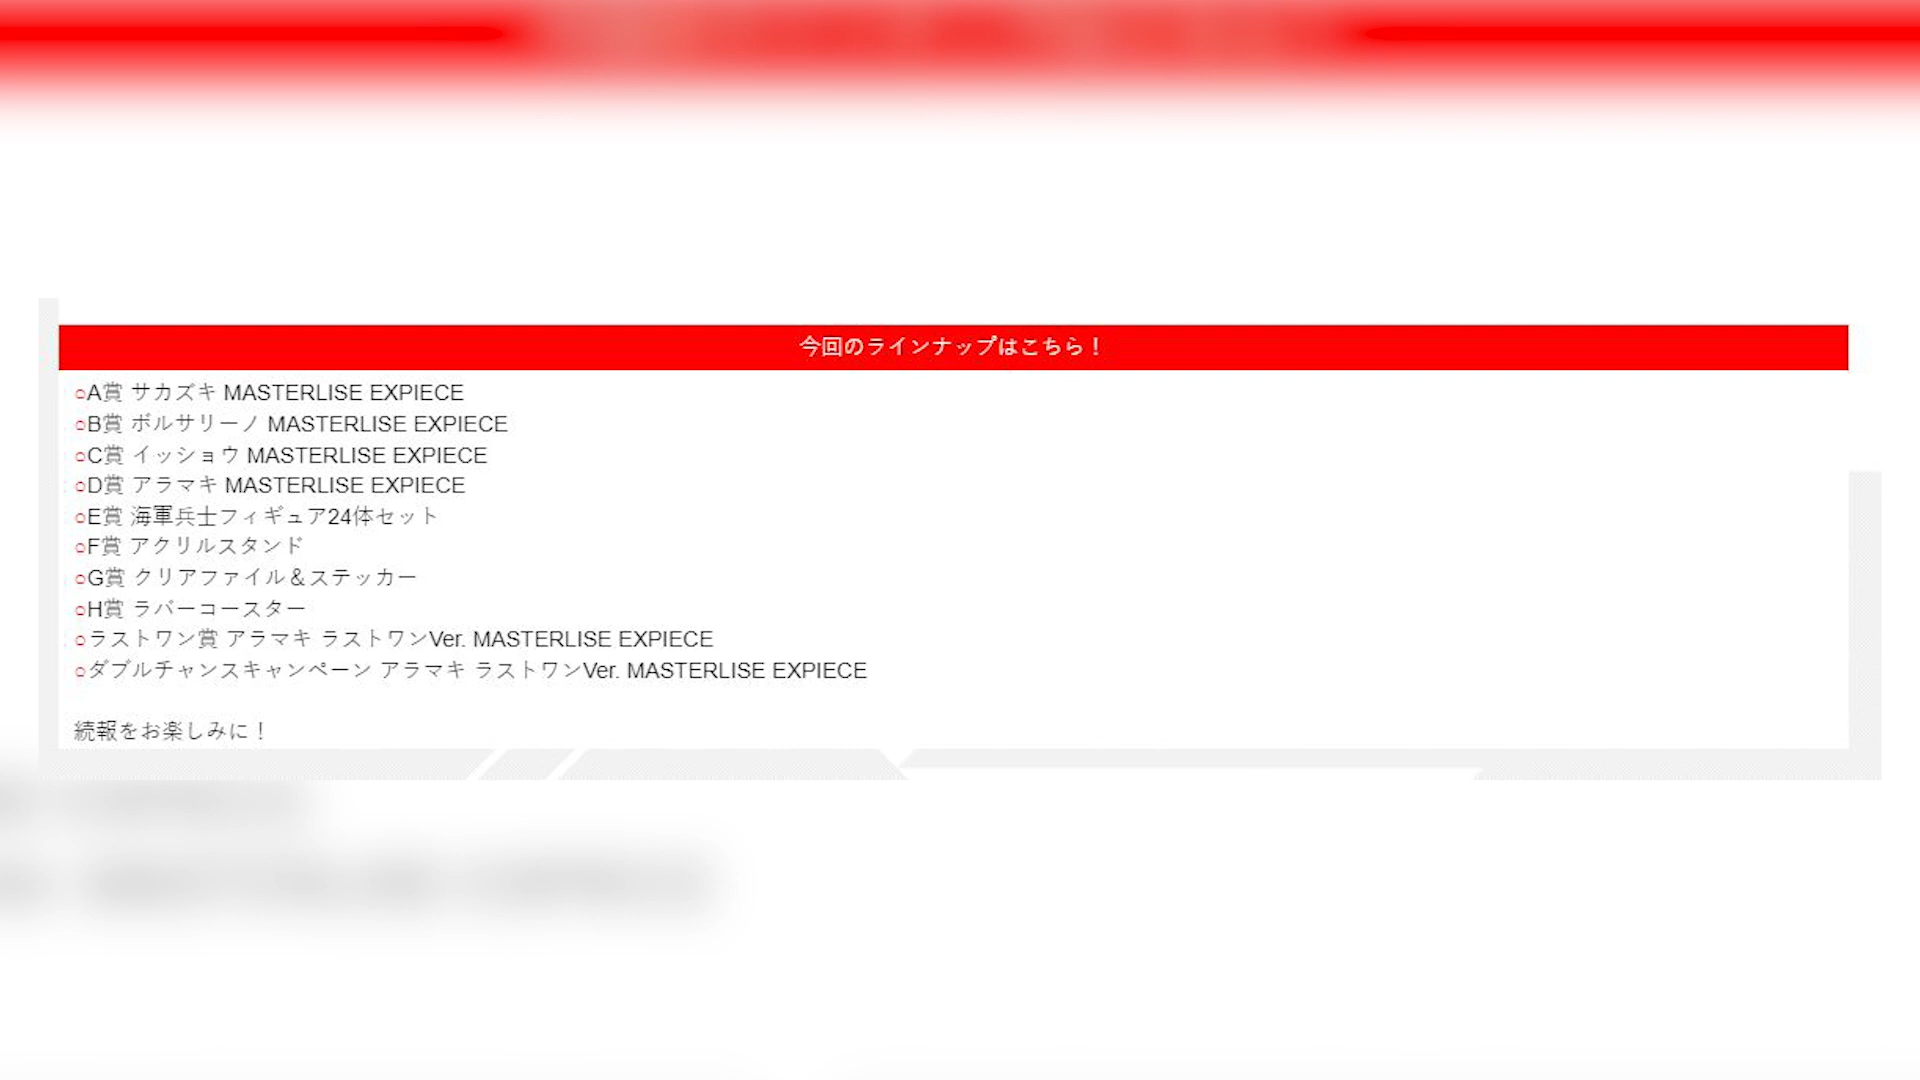 今回のラインナップはこちら！
○A賞 サカズキ MASTERLISE EXPIECE
○B賞 ボルサリーノ MASTERLISE EXPIECE
○C賞 イッショウ MASTERLISE EXPIECE
○D賞 アラマキ MASTERLISE EXPIECE
○E賞 海軍兵士フィギュア24体セット
○F賞 アクリルスタンド
○G賞 クリアファイル＆ステッカー
○H賞 ラバーコースター
○ラストワン賞 アラマキ ラストワンVer. MASTERLISE EXPIECE
○ダブルチャンスキャンペーン アラマキ ラストワンVer. MASTERLISE EXPIECE
続報をお楽しみに！